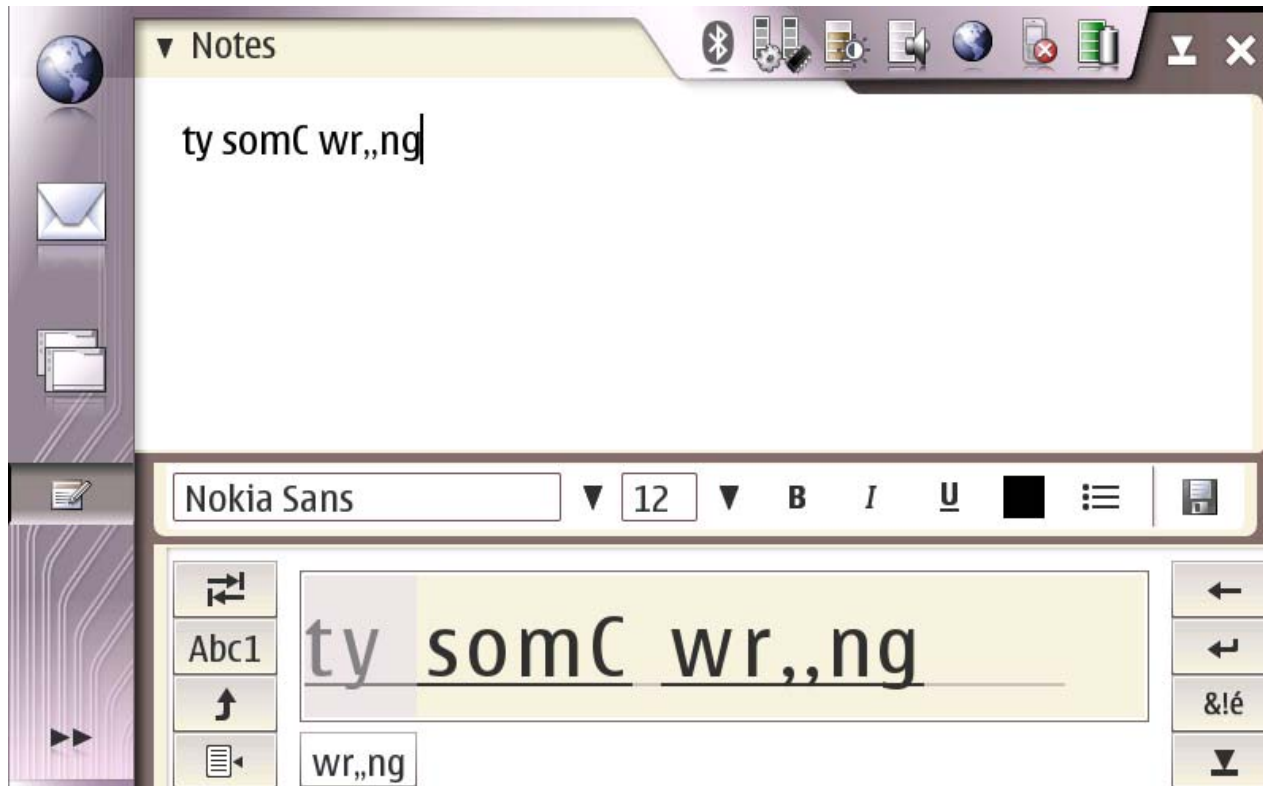 Notes
ty somC wr„ng
Nokia Sans
12
B I U
Abc1
ty somC wr,,ng
&!é
wr„ng